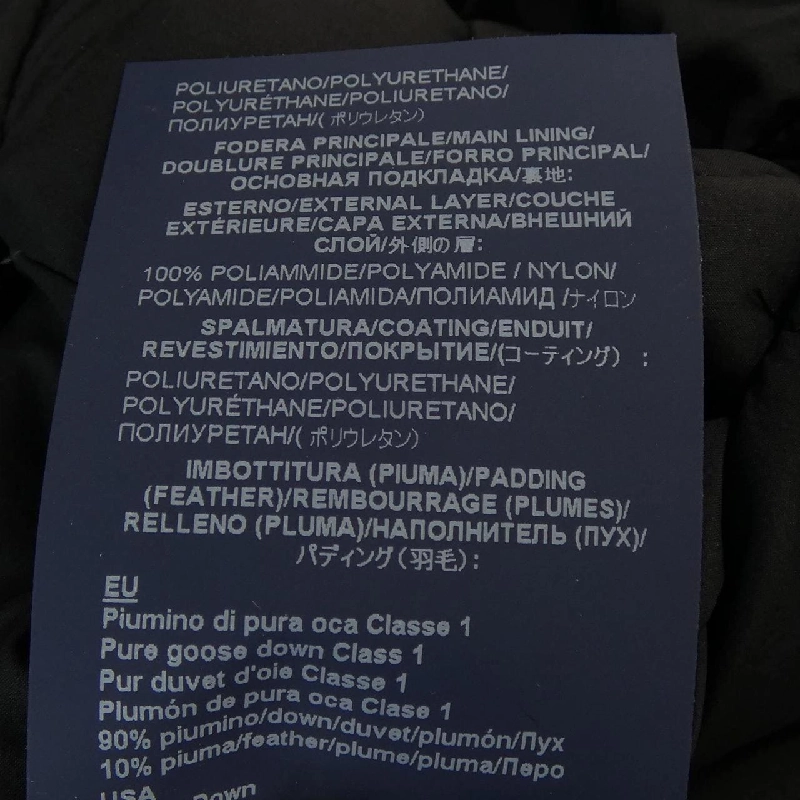 POLIURETANO/POLYURETHANE/
POLYURÉTHANE/POLIURETANO/
ПОЛИУРЕТАН/( ポリウレタン)
FODERA PRINCIPALE/MAIN LINING/
DOUBLURE PRINCIPALE/FORRO PRINCIPAL/
ОСНОВНАЯ ПОДКЛАДКА/裏地:
ESTERNO/EXTERNAL LAYER/COUCHE
EXTÉRIEURE/CAPA EXTERNA/ВНЕШНИЙ
СЛОЙ/外側の層:
100% POLIAMMIDE/POLYAMIDE / NYLON/
POLYAMIDE/POLIAMIDA/ПОЛИАМИД /ナイロン
SPALMATURA/COATING/ENDUIT/
REVESTIMIENTO/ПОКРЫТИЕ/(コーティング) :
POLIURETANO/POLYURETHANE/
POLYURÉTHANE/POLIURETANO/
ПОЛИУРЕТАН/( ポリウレタン)
IMBOTTITURA (PIUMA)/PADDING
(FEATHER)/REMBOURRAGE (PLUMES)/
RELLENO (PLUMA)/НАПОЛНИТЕЛЬ (ПУХ)/
パディング(羽毛):
EU
Piumino di pura oca Classe 1
Pure goose down Class 1
Pur duvet d'oie Classe 1
Plumón de pura oca Clase 1
90% piumino/down/duvet/plumón/Пух
10% piuma/feather/plume/pluma/Перо
USA Down